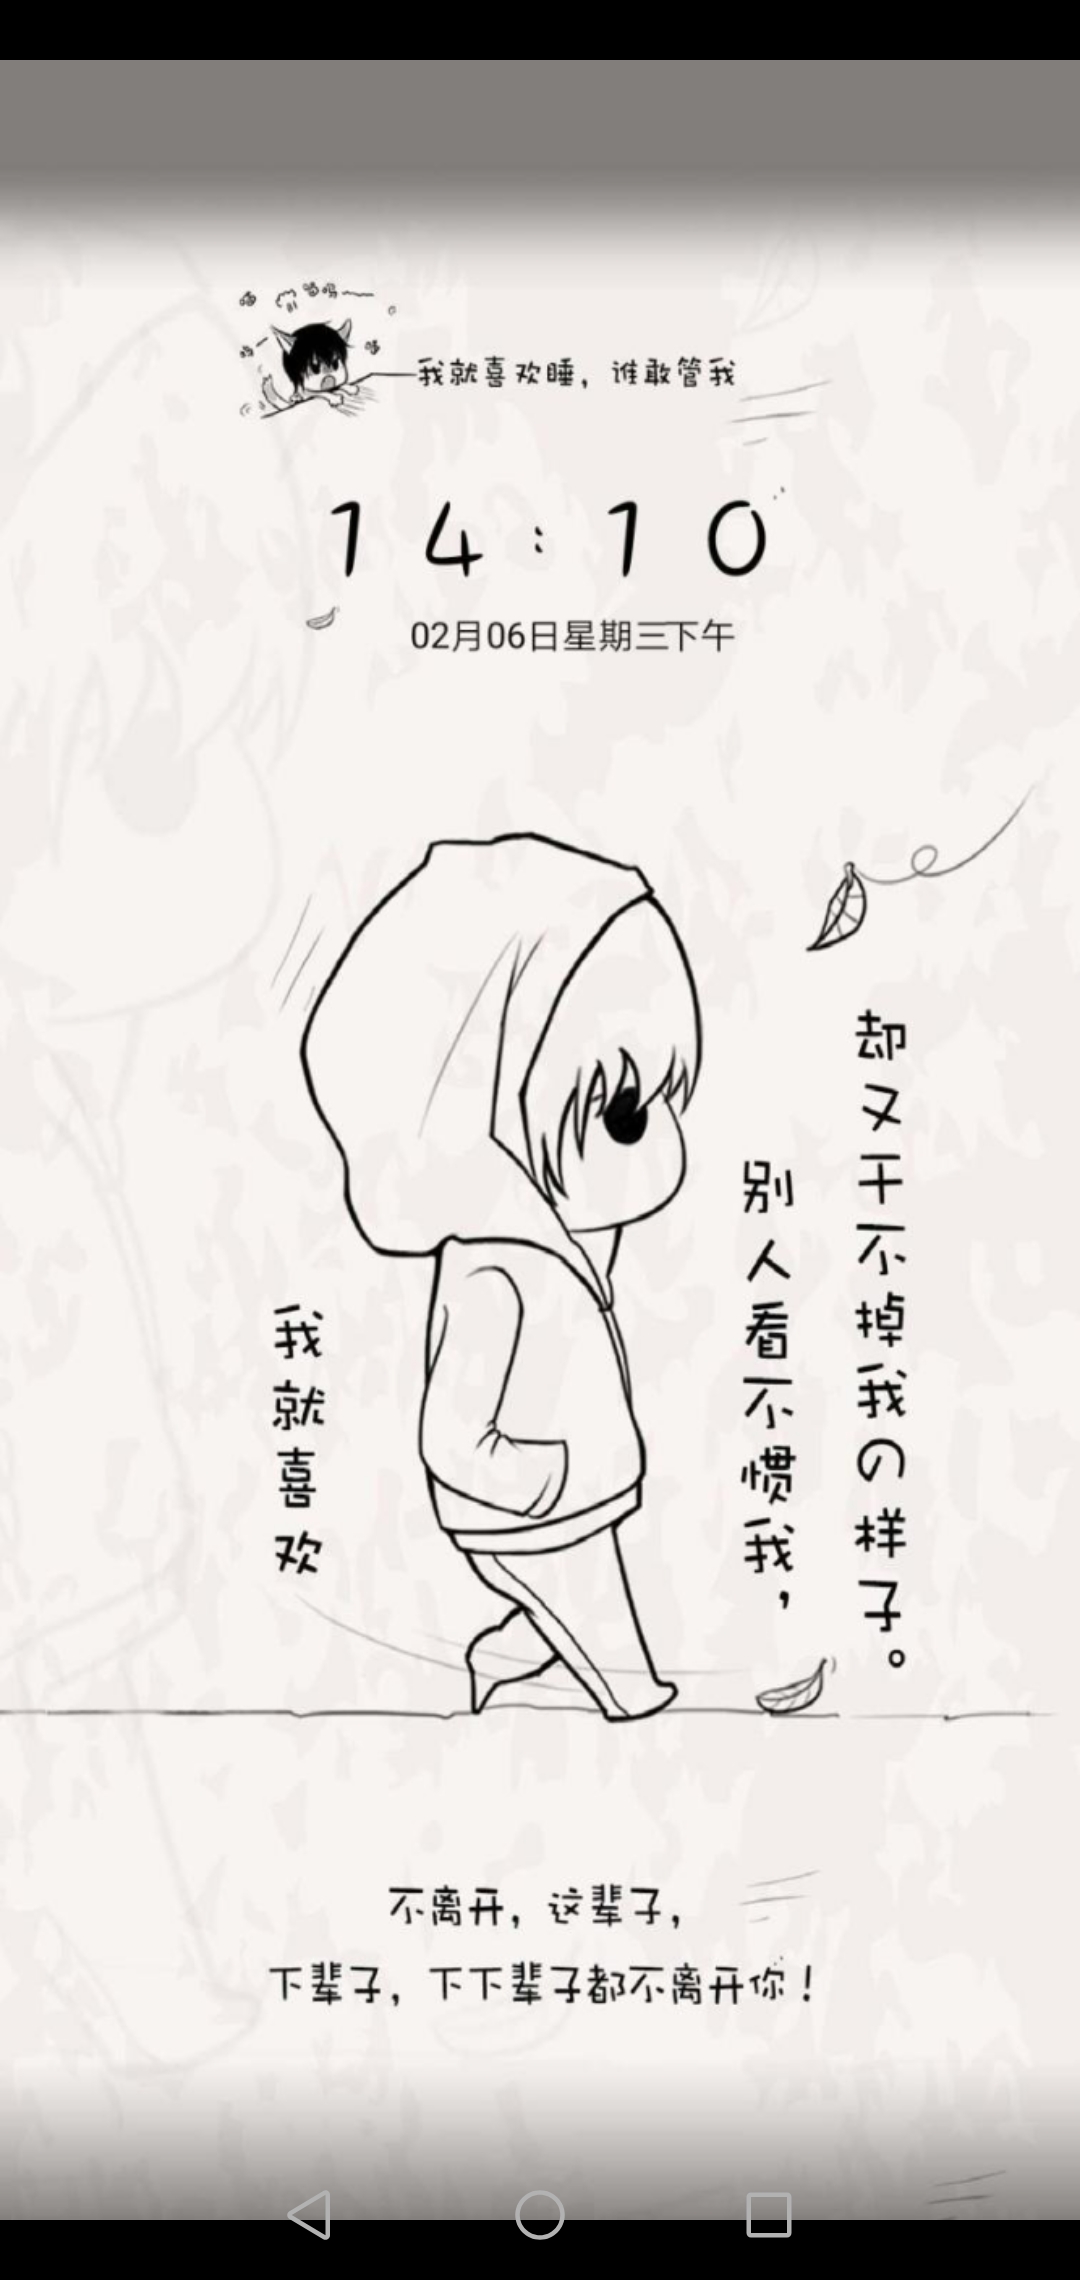 我就喜欢睡，谁敢管我
14:10
02月06日星期三下午
我就喜欢
别人看不惯我，
却又干不掉我の样子。
不离开，这辈子，
下辈子，下下辈子都不离开你！